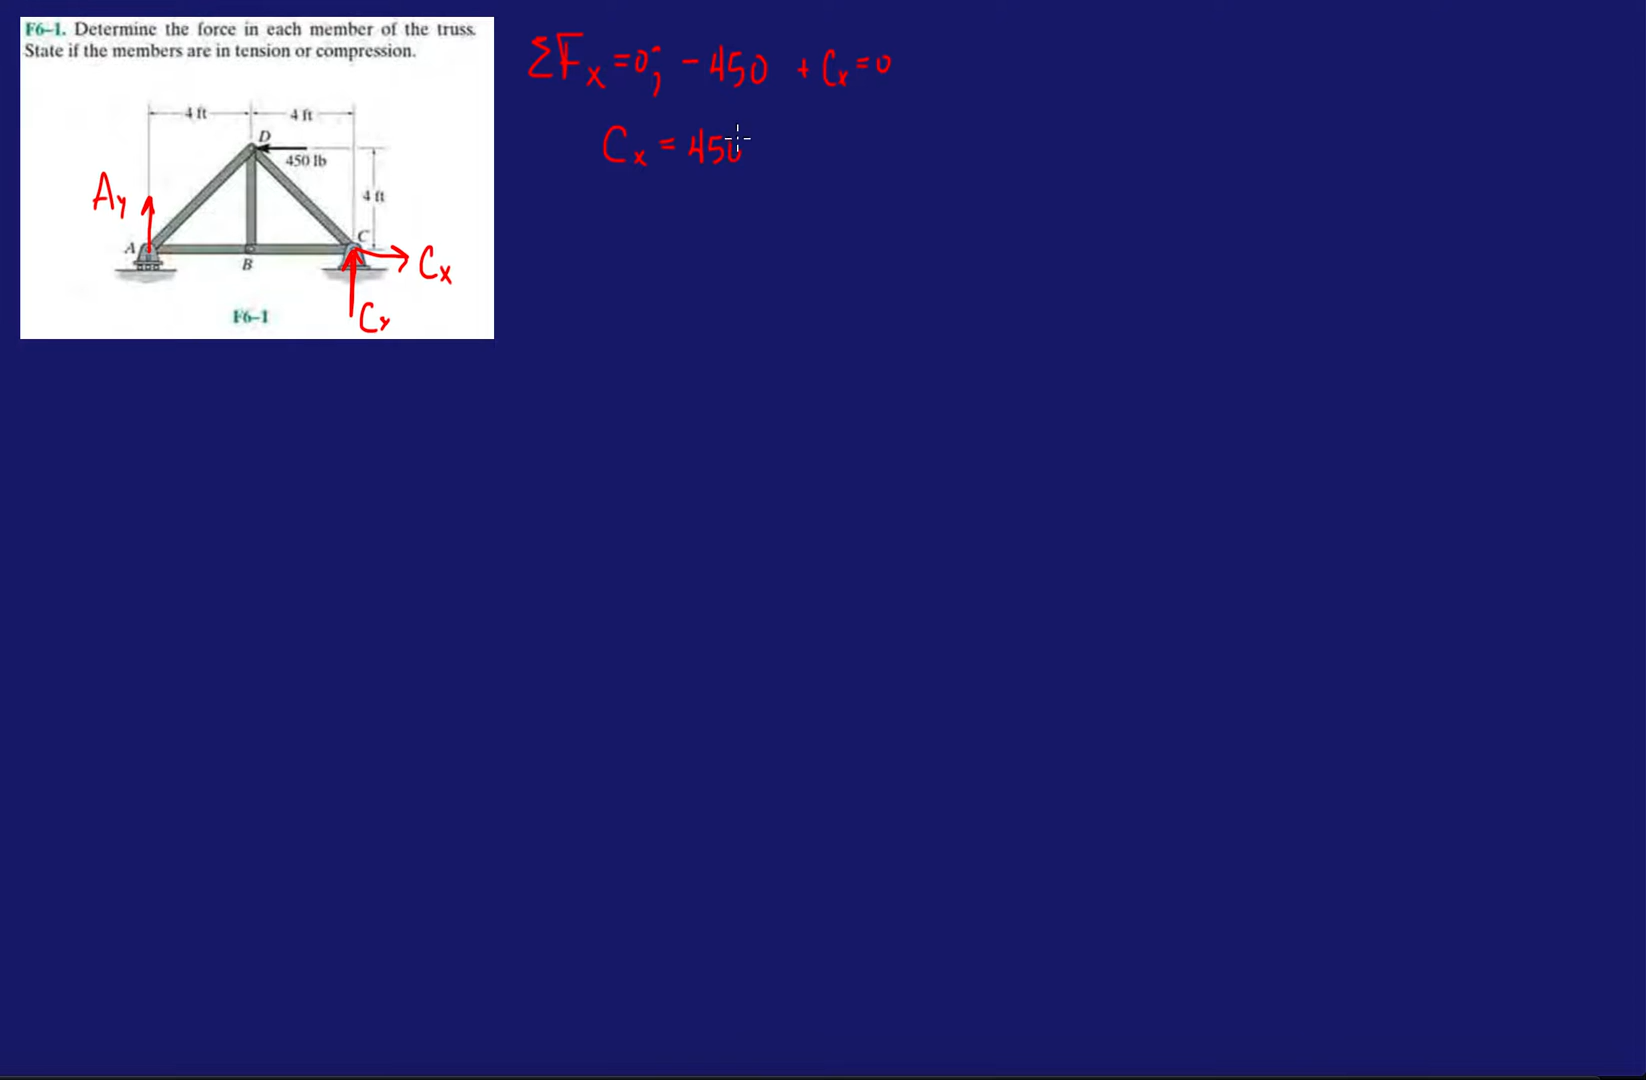 F6–1. Determine the force in each member of the truss.
State if the members are in tension or compression.
4 ft
4 ft
D
450 lb
4 ft
Ay
A
B
C
Cx
Cy
F6–1
ΣFx = 0; - 450 + Cx = 0
Cx = 450